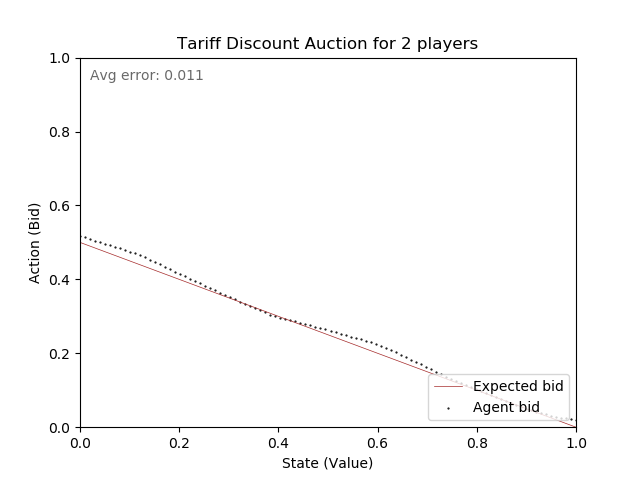 Tariff Discount Auction for 2 players
Avg error: 0.011
1.0
0.8
0.6
0.4
0.2
0.0
Action (Bid)
Expected bid
Agent bid
0.0 0.2 0.4 0.6 0.8 1.0
State (Value)